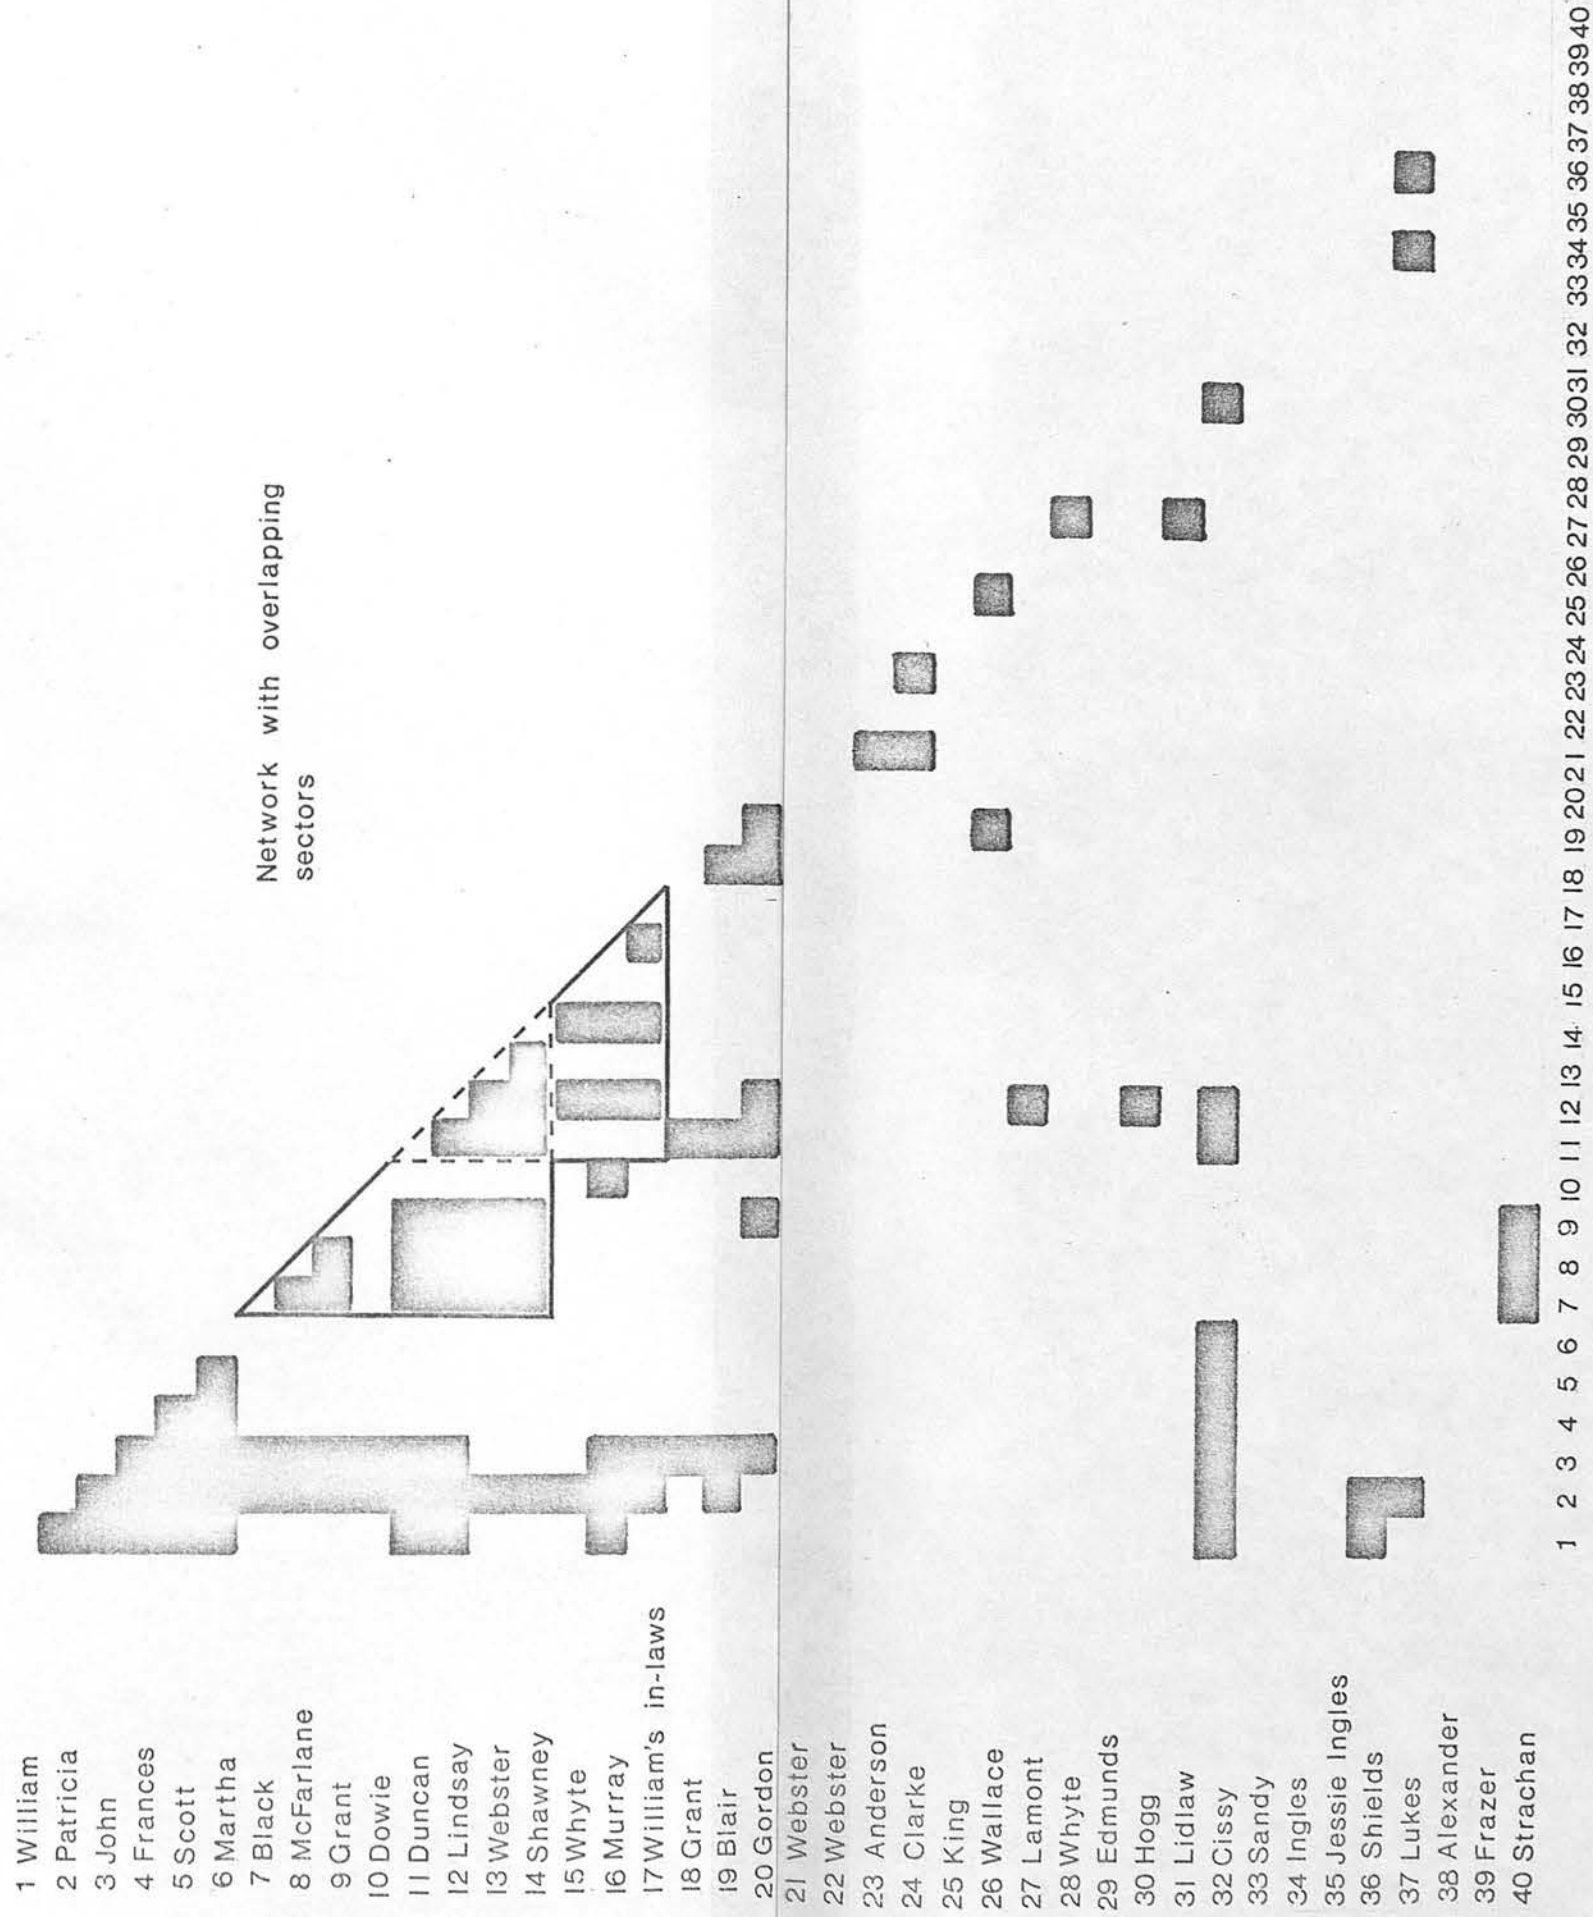 Network with overlapping
sectors
1 William
2 Patricia
3 John
4 Frances
5 Scott
6 Martha
7 Black
8 McFarlane
9 Grant
10 Dowie
11 Duncan
12 Lindsay
13 Webster
14 Shawney
15 Whyte
16 Murray
17 William's in-laws
18 Grant
19 Blair
20 Gordon
21 Webster
22 Webster
23 Anderson
24 Clarke
25 King
26 Wallace
27 Lamont
28 Whyte
29 Edmunds
30 Hogg
31 Lidlaw
32 Cissy
33 Sandy
34 Ingles
35 Jessie Ingles
36 Shields
37 Lukes
38 Alexander
39 Frazer
40 Strachan
1 2 3 4 5 6 7 8 9 10 11 12 13 14 15 16 17 18 19 20 21 22 23 24 25 26 27 28 29 30 31 32 33 34 35 36 37 38 39 40